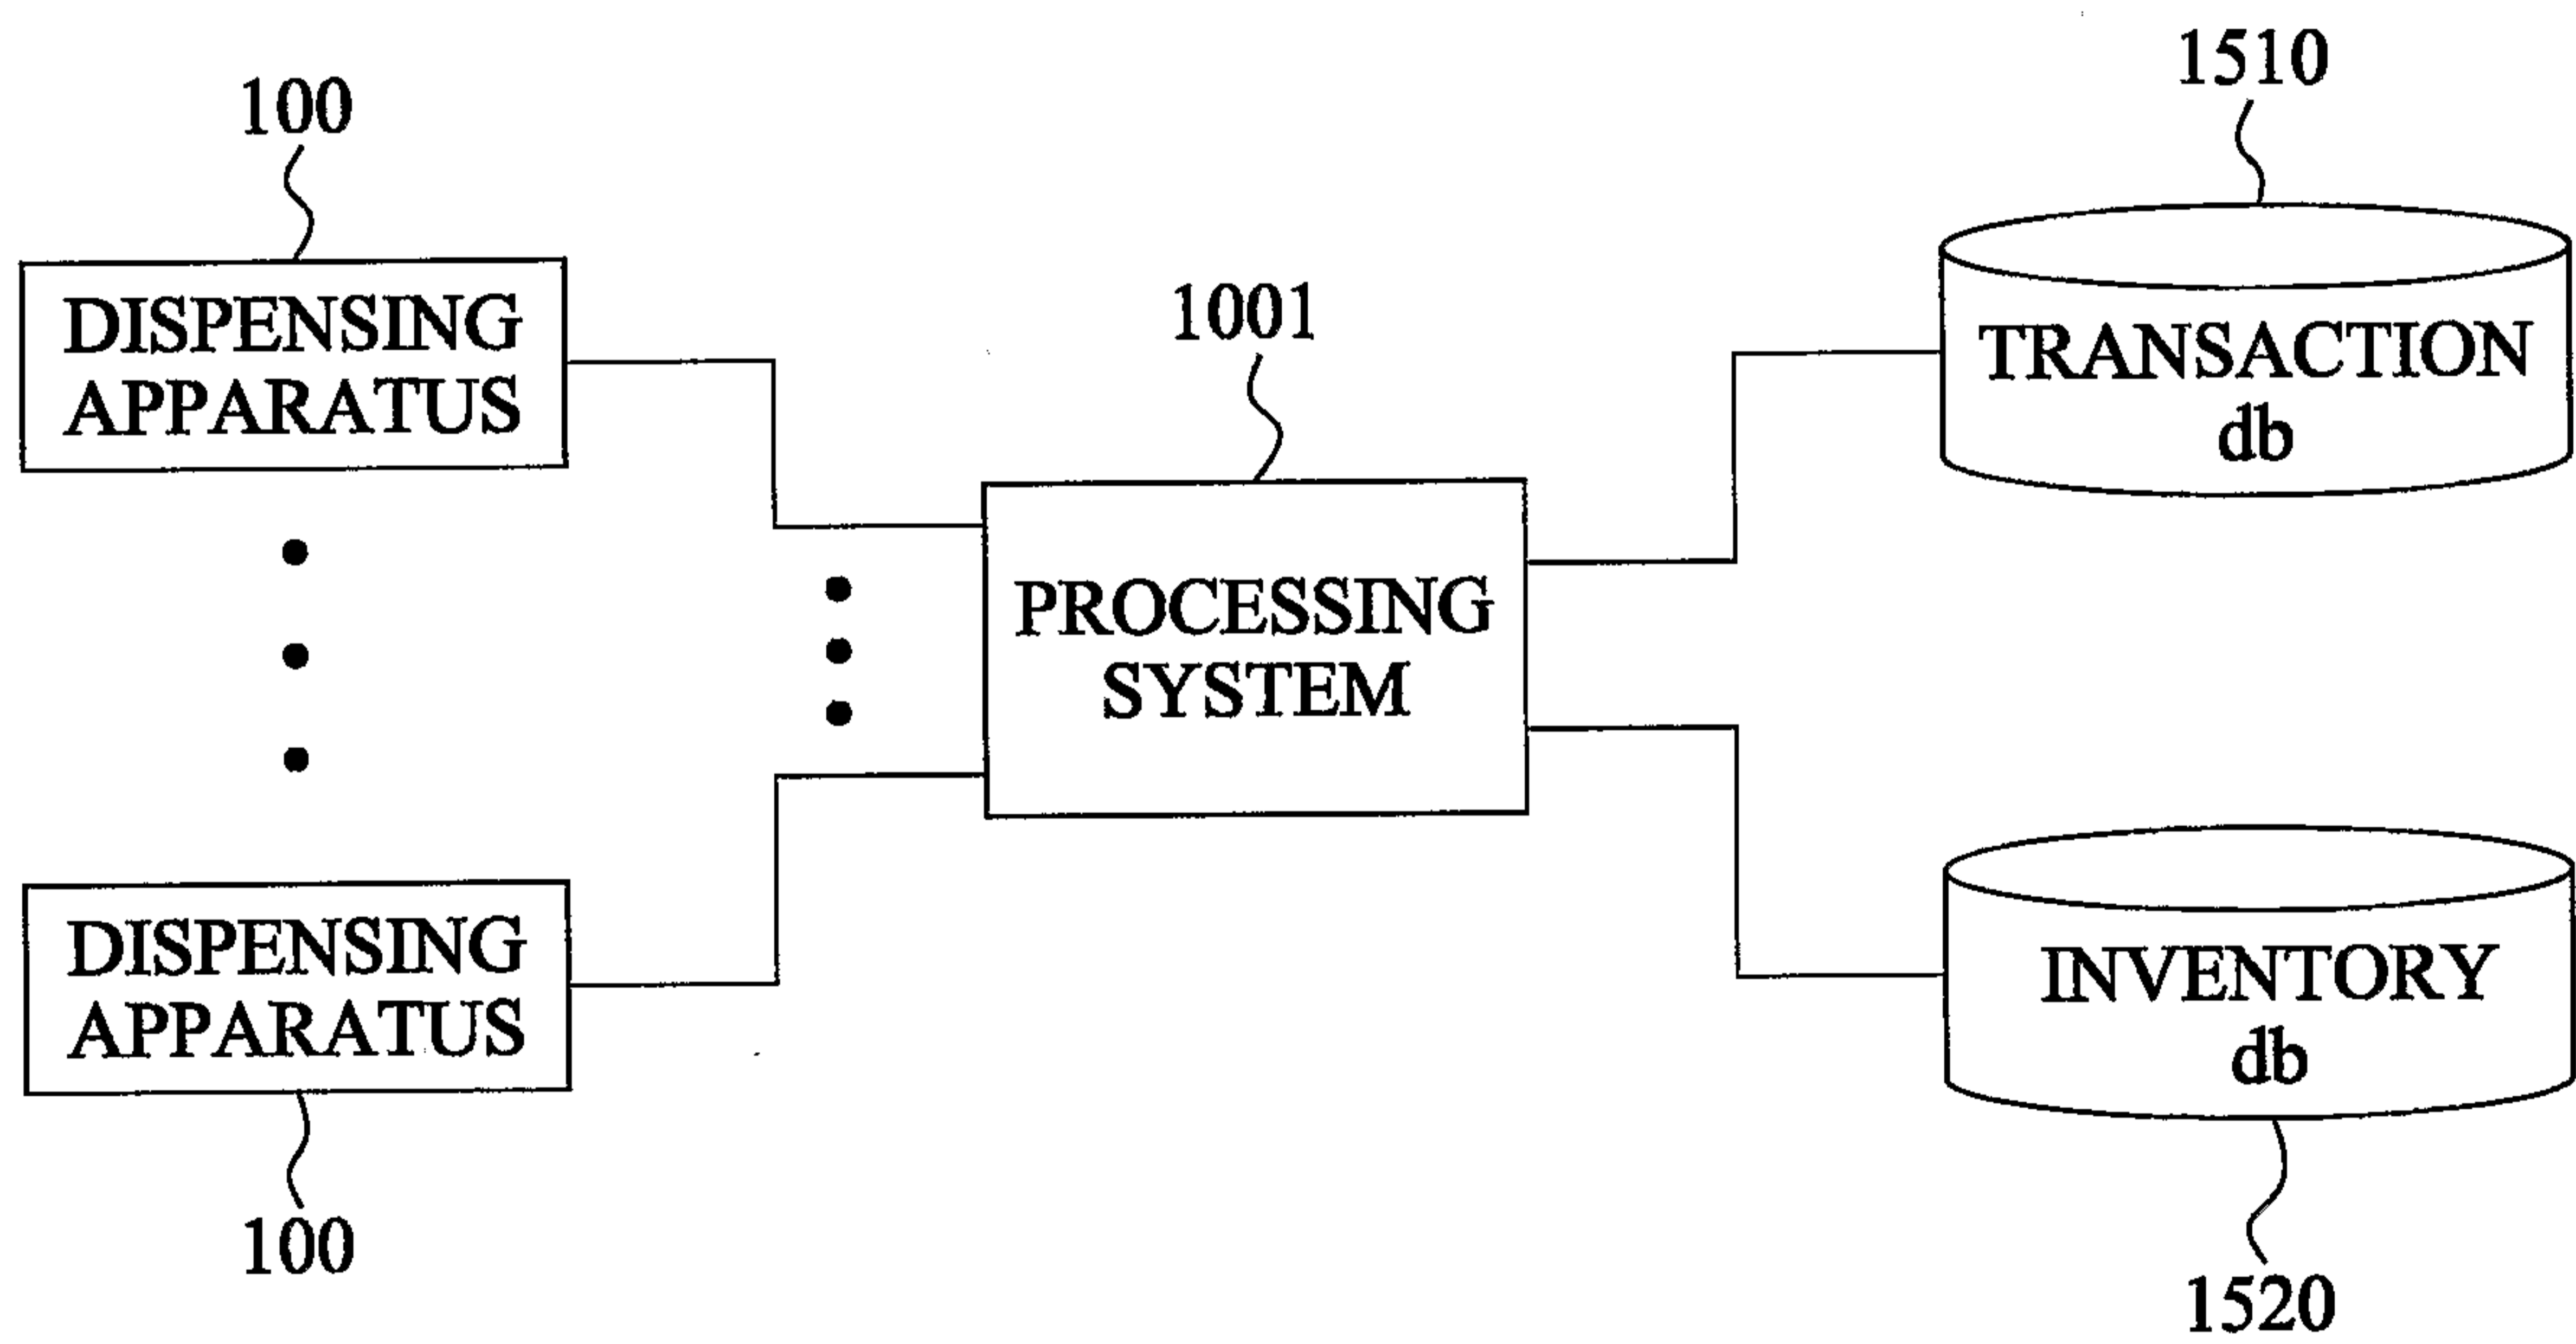 100
DISPENSING
APPARATUS
DISPENSING
APPARATUS
100
1001
PROCESSING
SYSTEM
1510
TRANSACTION
db
INVENTORY
db
1520